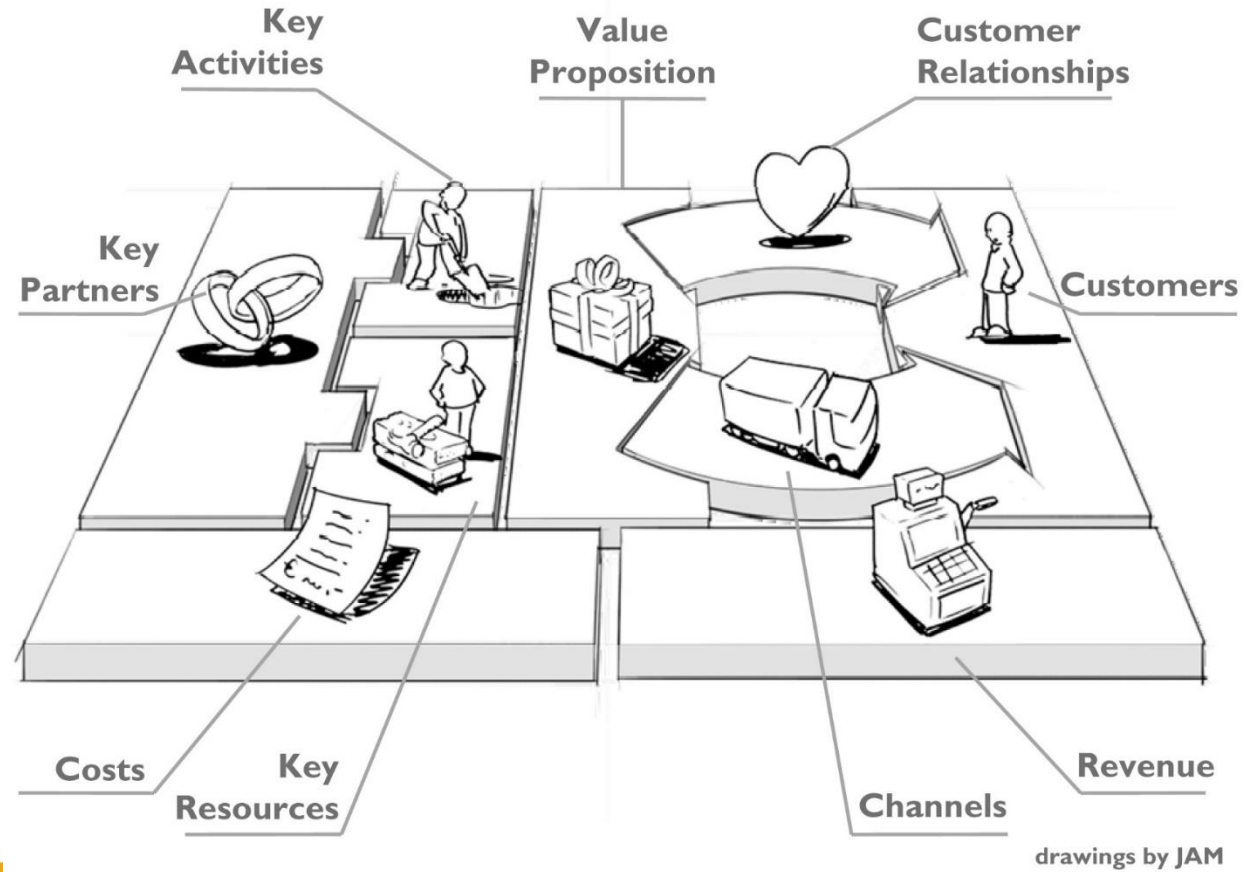 Key
Activities
Value
Proposition
Customer
Relationships
Key
Partners
Customers
Costs
Key
Resources
Channels
Revenue
drawings by JAM